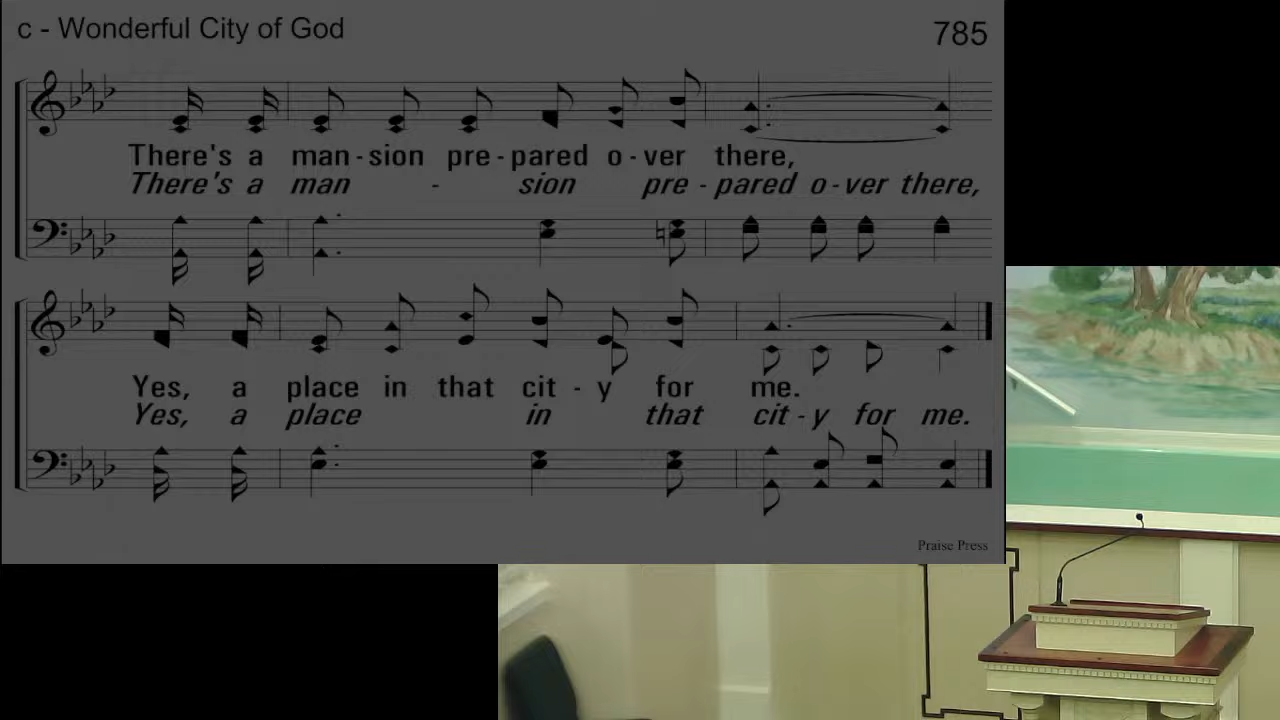 c - Wonderful City of God
785
There's a man - sion pre - pared o - ver there,
There's a man - sion pre - pared o - ver there,
Yes, a place in that cit - y for me.
Yes, a place in that cit - y for me.
Praise Press